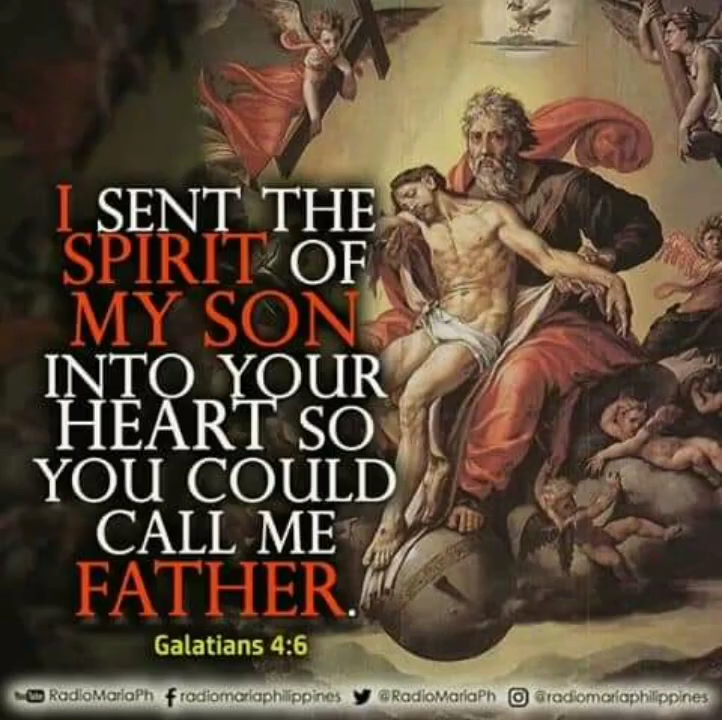 I SENT THE
SPIRIT OF
MY SON
INTO YOUR
HEART SO
YOU COULD
CALL ME
FATHER.
Galatians 4:6
YouTube RadioMariaPh f radiomariaphilippines @RadioMariaPh @radiomariaphilippines